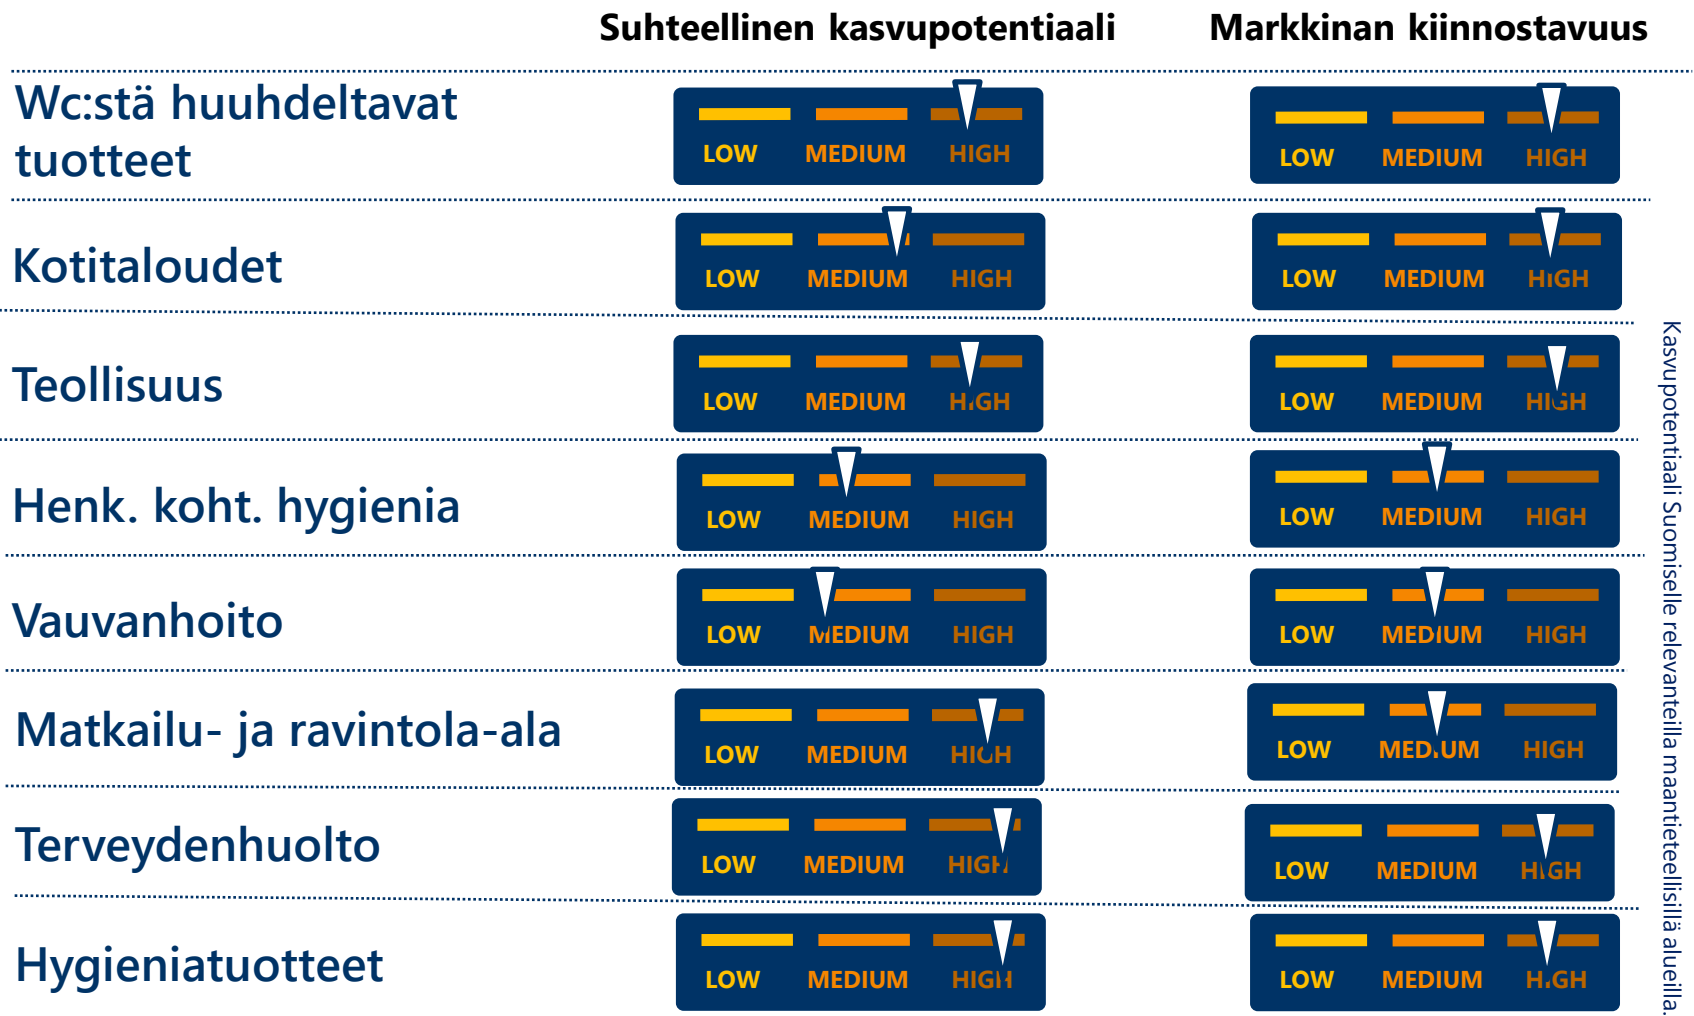 Suhteellinen kasvupotentiaali Markkinan kiinnostavuus
Wc:stä huuhdeltavat
tuotteet
LOW MEDIUM HIGH LOW MEDIUM HIGH
Kotitaloudet
LOW MEDIUM HIGH LOW MEDIUM HIGH
Teollisuus
LOW MEDIUM HIGH LOW MEDIUM HIGH
Henk. koht. hygienia
LOW MEDIUM HIGH LOW MEDIUM HIGH
Vauvanhoito
LOW MEDIUM HIGH LOW MEDIUM HIGH
Matkailu- ja ravintola-ala
LOW MEDIUM HIGH LOW MEDIUM HIGH
Terveydenhuolto
LOW MEDIUM HIGH LOW MEDIUM HIGH
Hygieniatuotteet
LOW MEDIUM HIGH LOW MEDIUM HIGH
Kasvupotentiaali Suomiselle relevanteilla maantieteellisillä alueilla.